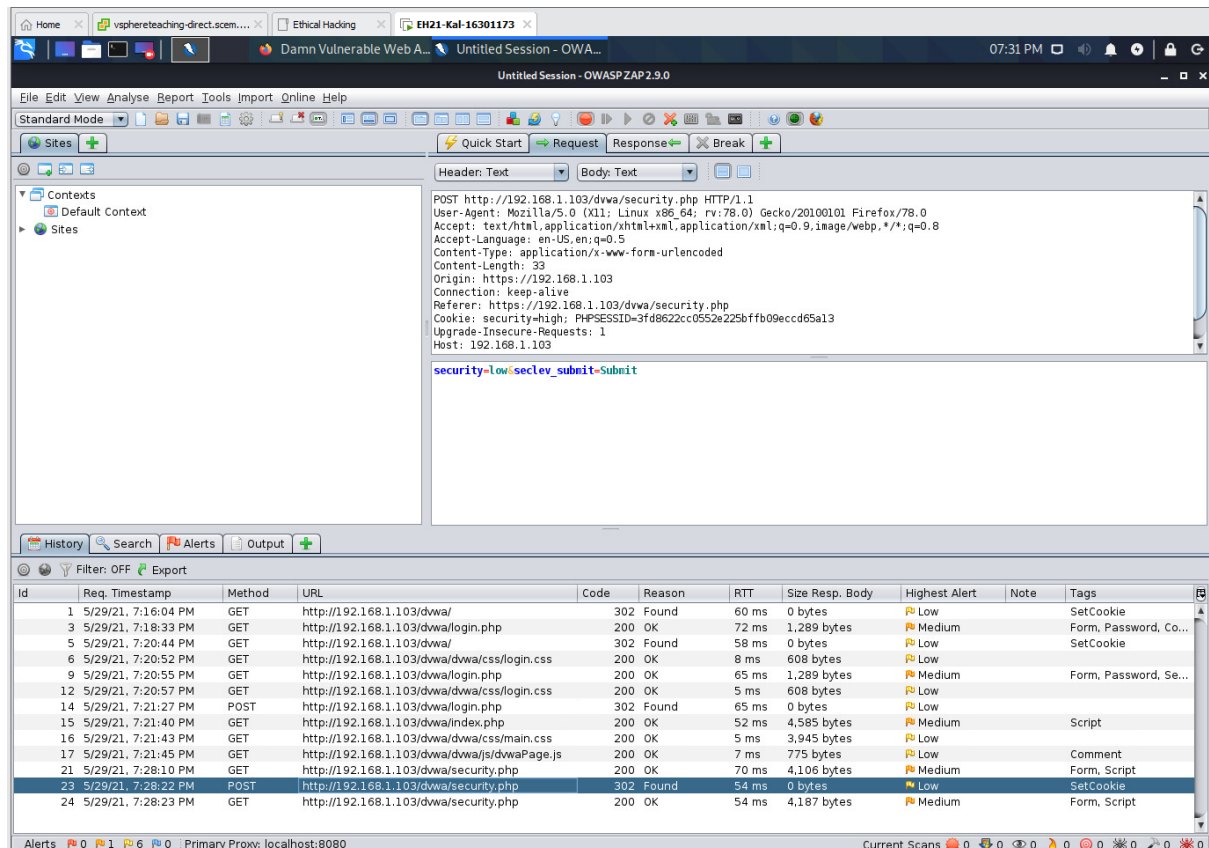 Home
vsphereteaching-direct.scem....
Ethical Hacking
EH21-Kal-16301173
Damn Vulnerable Web A...
Untitled Session - OWA...
07:31 PM
Untitled Session - OWASP ZAP 2.9.0
File Edit View Analyse Report Tools Import Online Help
Standard Mode
Sites
Quick Start
Request
Response
Break
Header: Text
Body: Text
Contexts
Default Context
Sites
POST http://192.168.1.103/dvwa/security.php HTTP/1.1
User-Agent: Mozilla/5.0 (X11; Linux x86_64; rv:78.0) Gecko/20100101 Firefox/78.0
Accept: text/html,application/xhtml+xml,application/xml;q=0.9,image/webp,*/*;q=0.8
Accept-Language: en-US,en;q=0.5
Content-Type: application/x-www-form-urlencoded
Content-Length: 33
Origin: https://192.168.1.103
Connection: keep-alive
Referer: https://192.168.1.103/dvwa/security.php
Cookie: security=high; PHPSESSID=3fd8622cc0552e225bffb09eccd65a13
Upgrade-Insecure-Requests: 1
Host: 192.168.1.103
security=low&seclev_submit=Submit
History
Search
Alerts
Output
Filter: OFF
Export
Id Req. Timestamp Method URL Code Reason RTT Size Resp. Body Highest Alert Note Tags
1 5/29/21, 7:16:04 PM GET http://192.168.1.103/dvwa/ 302 Found 60 ms 0 bytes Low SetCookie
3 5/29/21, 7:18:33 PM GET http://192.168.1.103/dvwa/login.php 200 OK 72 ms 1,289 bytes Medium Form, Password, Co...
5 5/29/21, 7:20:44 PM GET http://192.168.1.103/dvwa/ 302 Found 58 ms 0 bytes Low SetCookie
6 5/29/21, 7:20:52 PM GET http://192.168.1.103/dvwa/dvwa/css/login.css 200 OK 8 ms 608 bytes Low
9 5/29/21, 7:20:55 PM GET http://192.168.1.103/dvwa/login.php 200 OK 65 ms 1,289 bytes Medium Form, Password, Se...
12 5/29/21, 7:20:57 PM GET http://192.168.1.103/dvwa/dvwa/css/login.css 200 OK 5 ms 608 bytes Low
14 5/29/21, 7:21:27 PM POST http://192.168.1.103/dvwa/login.php 302 Found 65 ms 0 bytes Low
15 5/29/21, 7:21:40 PM GET http://192.168.1.103/dvwa/index.php 200 OK 52 ms 4,585 bytes Medium Script
16 5/29/21, 7:21:43 PM GET http://192.168.1.103/dvwa/dvwa/css/main.css 200 OK 5 ms 3,945 bytes Low
17 5/29/21, 7:21:45 PM GET http://192.168.1.103/dvwa/dvwa/js/dvwaPage.js 200 OK 7 ms 775 bytes Low Comment
21 5/29/21, 7:28:10 PM GET http://192.168.1.103/dvwa/security.php 200 OK 70 ms 4,106 bytes Medium Form, Script
23 5/29/21, 7:28:22 PM POST http://192.168.1.103/dvwa/security.php 302 Found 54 ms 0 bytes Low SetCookie
24 5/29/21, 7:28:23 PM GET http://192.168.1.103/dvwa/security.php 200 OK 54 ms 4,187 bytes Medium Form, Script
Alerts 0 1 6 0 Primary Proxy: localhost:8080 Current Scans 0 0 0 0 0 0 0 0